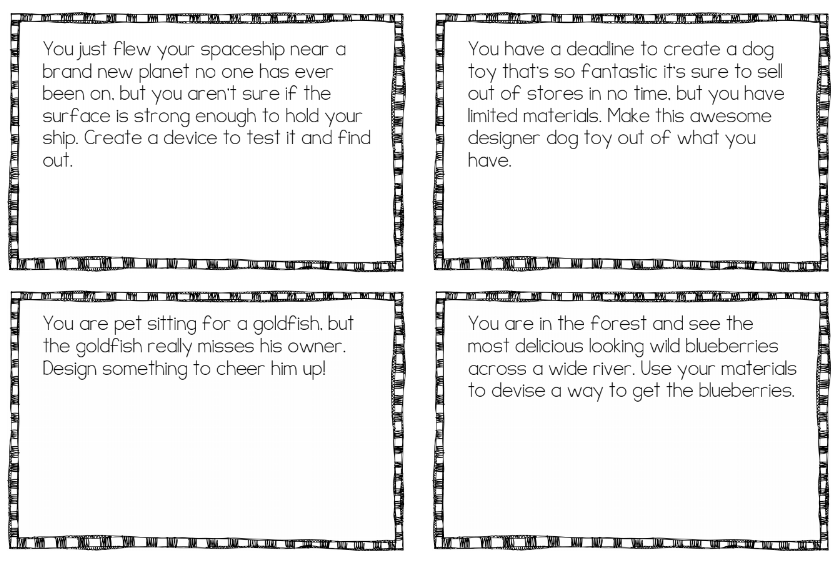 You just flew your spaceship near a
brand new planet no one has ever
been on, but you aren't sure if the
surface is strong enough to hold your
ship. Create a device to test it and find
out.
You have a deadline to create a dog
toy that's so fantastic it's sure to sell
out of stores in no time, but you have
limited materials. Make this awesome
designer dog toy out of what you
have.
You are pet sitting for a goldfish, but
the goldfish really misses his owner.
Design something to cheer him up!
You are in the forest and see the
most delicious looking wild blueberries
across a wide river. Use your materials
to devise a way to get the blueberries.